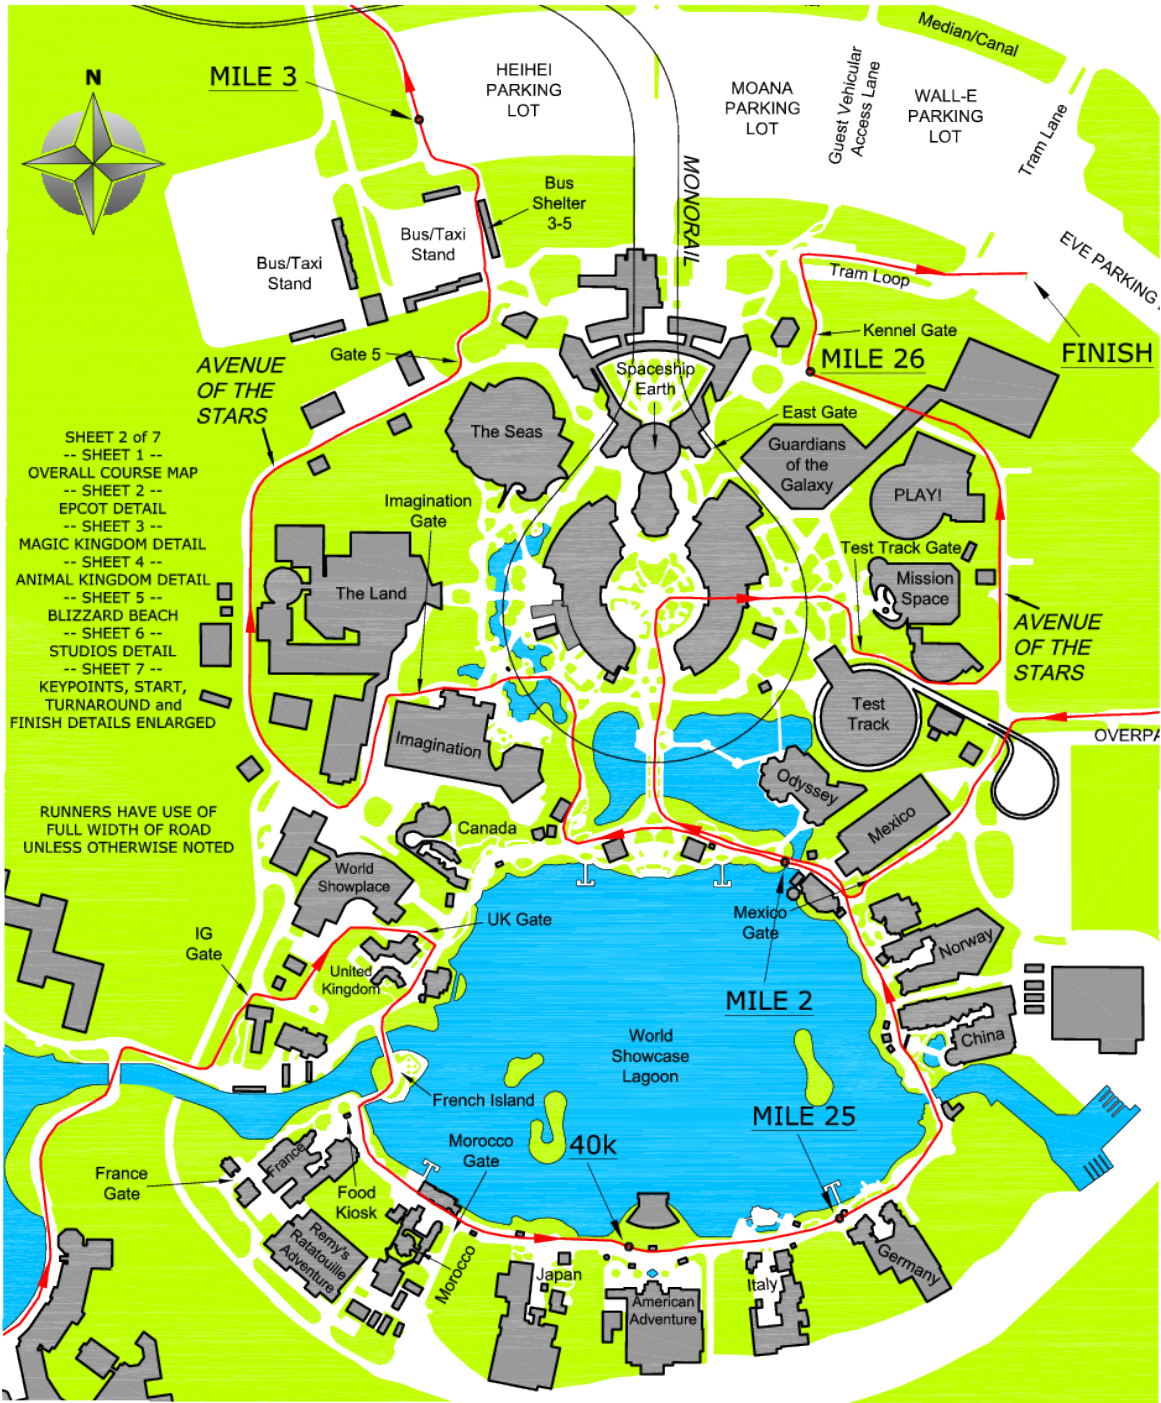 Median/Canal
N
MILE 3
HEIHEI
PARKING
LOT
MOANA
PARKING
LOT
Guest Vehicular
Access Lane
WALL-E
PARKING
LOT
Tram Lane
MONORAIL
Bus
Shelter
3-5
Bus/Taxi
Stand
Bus/Taxi
Stand
EVE PARKING
Tram Loop
Kennel Gate
FINISH
MILE 26
Gate 5
AVENUE
OF THE
STARS
Spaceship
Earth
East Gate
The Seas
Guardians
of the
Galaxy
PLAY!
SHEET 2 of 7
-- SHEET 1 --
OVERALL COURSE MAP
-- SHEET 2 --
EPCOT DETAIL
-- SHEET 3 --
MAGIC KINGDOM DETAIL
-- SHEET 4 --
ANIMAL KINGDOM DETAIL
-- SHEET 5 --
BLIZZARD BEACH
-- SHEET 6 --
STUDIOS DETAIL
-- SHEET 7 --
KEYPOINTS, START,
TURNAROUND and
FINISH DETAILS ENLARGED
Imagination
Gate
Test Track Gate
The Land
Mission
Space
AVENUE
OF THE
STARS
Test
Track
Imagination
OVERPA
Odyssey
Mexico
RUNNERS HAVE USE OF
FULL WIDTH OF ROAD
UNLESS OTHERWISE NOTED
Canada
World
Showplace
UK Gate
Mexico
Gate
IG
Gate
United
Kingdom
Norway
MILE 2
China
World
Showcase
Lagoon
French Island
MILE 25
Morocco
Gate
40k
France
France
Gate
Food
Kiosk
Remy's
Ratatouille
Adventure
Morocco
Japan
American
Adventure
Italy
Germany